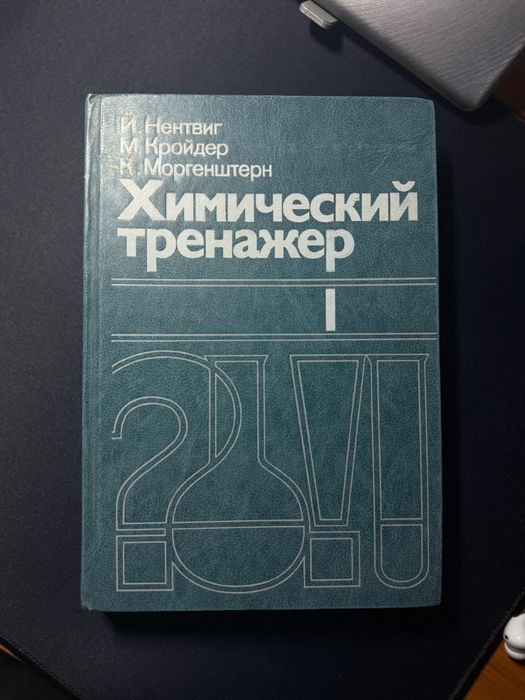 Й. Нентвиг
М. Кройдер
К. Моргенштерн
Химический
тренажер
I